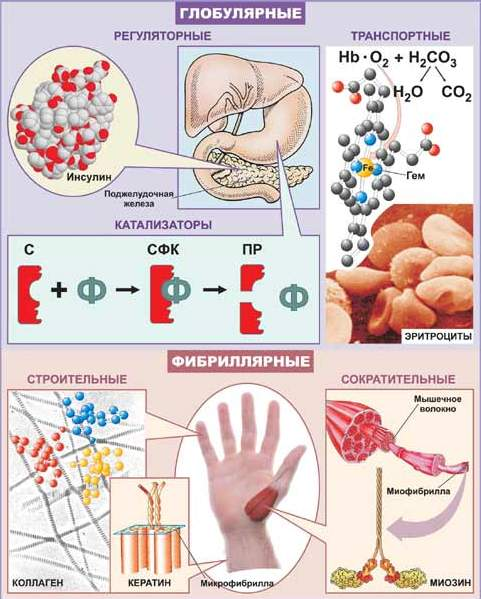 ГЛОБУЛЯРНЫЕ
РЕГУЛЯТОРНЫЕ
Инсулин
Поджелудочная
железа
ТРАНСПОРТНЫЕ
Hb · O₂ + H₂CO₃
H₂O CO₂
Fe
Гем
ЭРИТРОЦИТЫ
КАТАЛИЗАТОРЫ
С СФК ПР
+ Ф → Ф → Ф
ФИБРИЛЛЯРНЫЕ
СТРОИТЕЛЬНЫЕ
КОЛЛАГЕН
КЕРАТИН
Микрофибрилла
СОКРАТИТЕЛЬНЫЕ
Мышечное
волокно
Миофибрилла
МИОЗИН